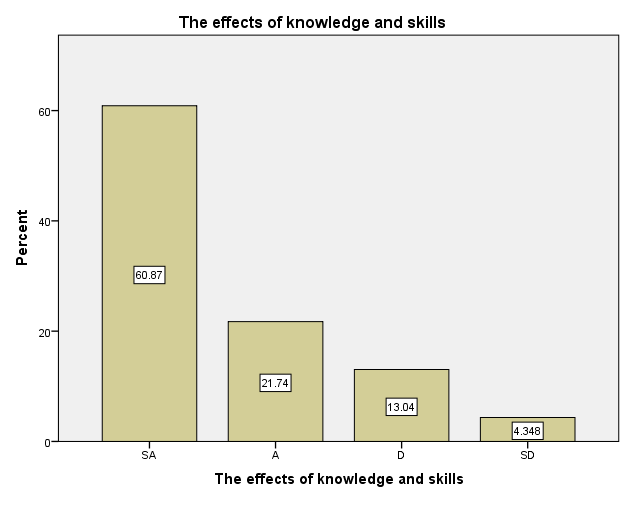 The effects of knowledge and skills
Percent
60
40
20
0
60.87
21.74
13.04
4.348
SA A D SD
The effects of knowledge and skills